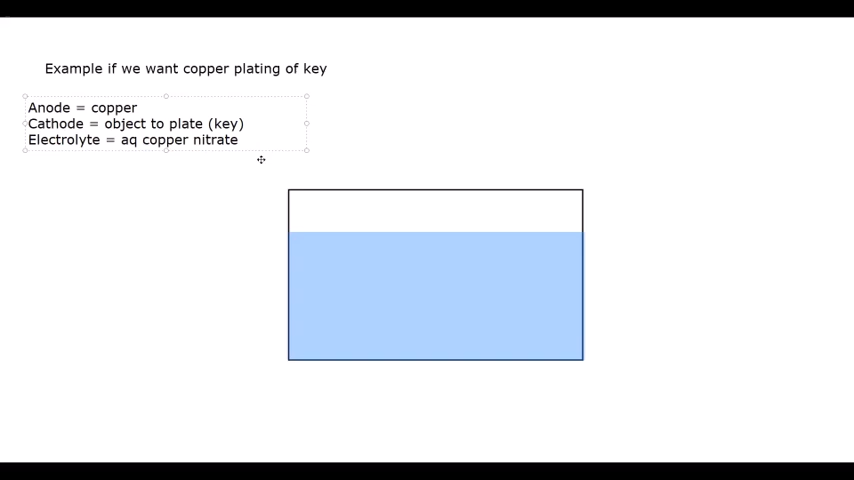 Example if we want copper plating of key
Anode = copper
Cathode = object to plate (key)
Electrolyte = aq copper nitrate